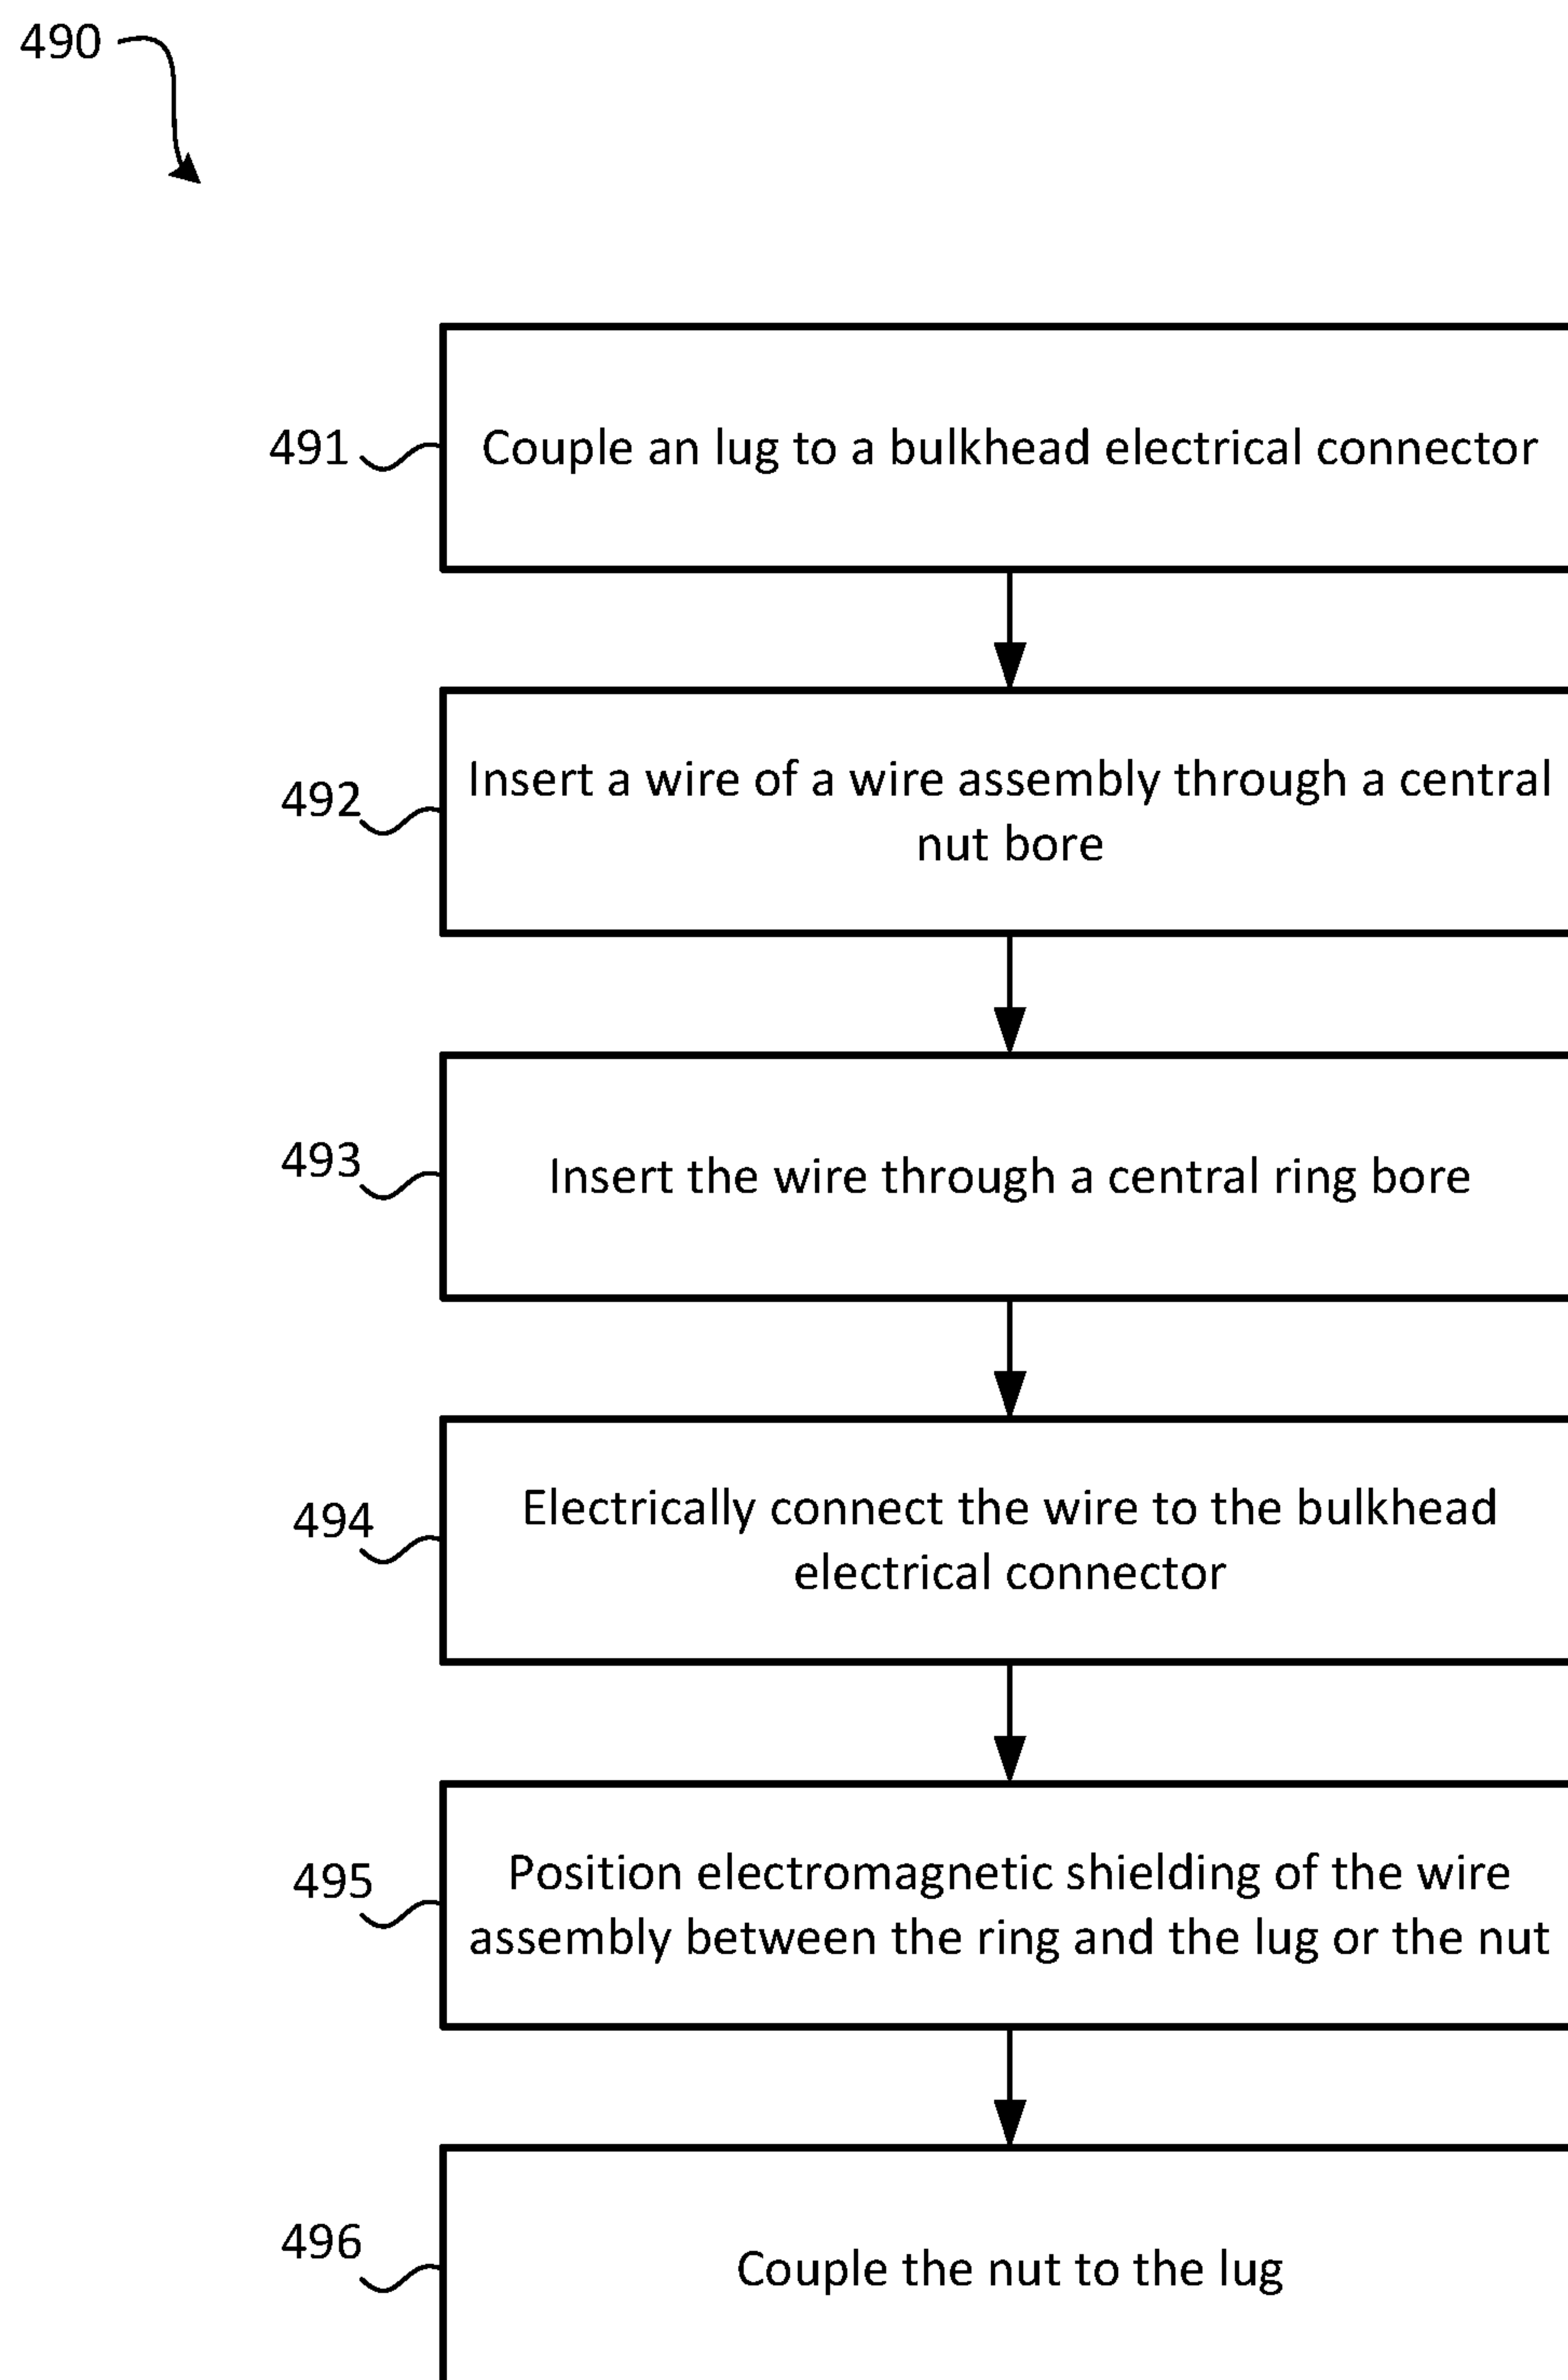 490
491
Couple an lug to a bulkhead electrical connector
492
Insert a wire of a wire assembly through a central
nut bore
493
Insert the wire through a central ring bore
494
Electrically connect the wire to the bulkhead
electrical connector
495
Position electromagnetic shielding of the wire
assembly between the ring and the lug or the nut
496
Couple the nut to the lug